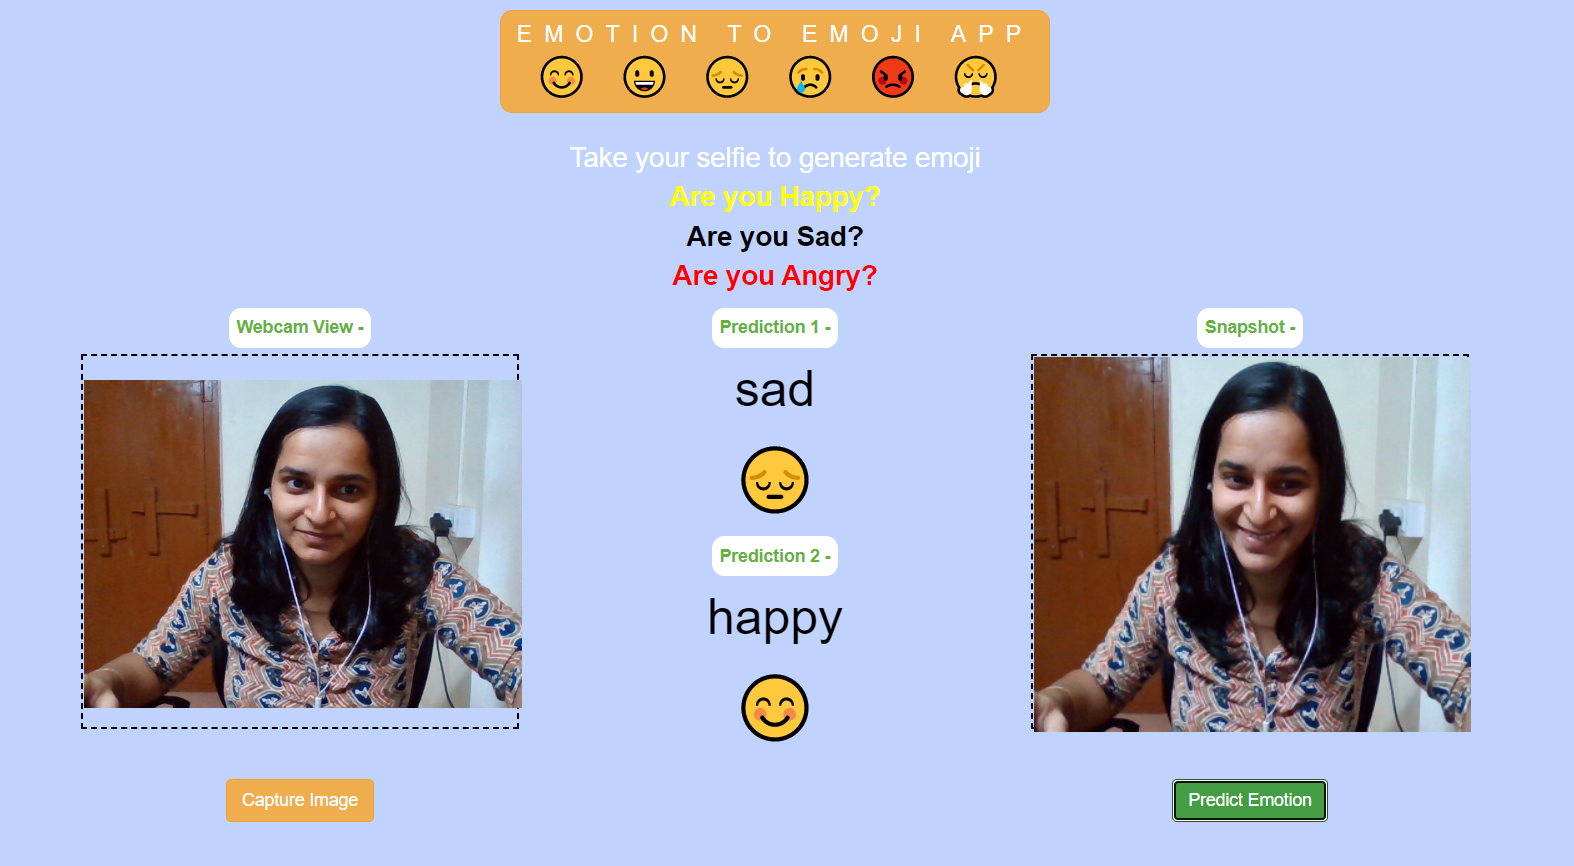 EMOTION TO EMOJI APP
Take your selfie to generate emoji
Are you Happy?
Are you Sad?
Are you Angry?
Webcam View -
Prediction 1 -
Snapshot -
sad
Prediction 2 -
happy
Capture Image
Predict Emotion